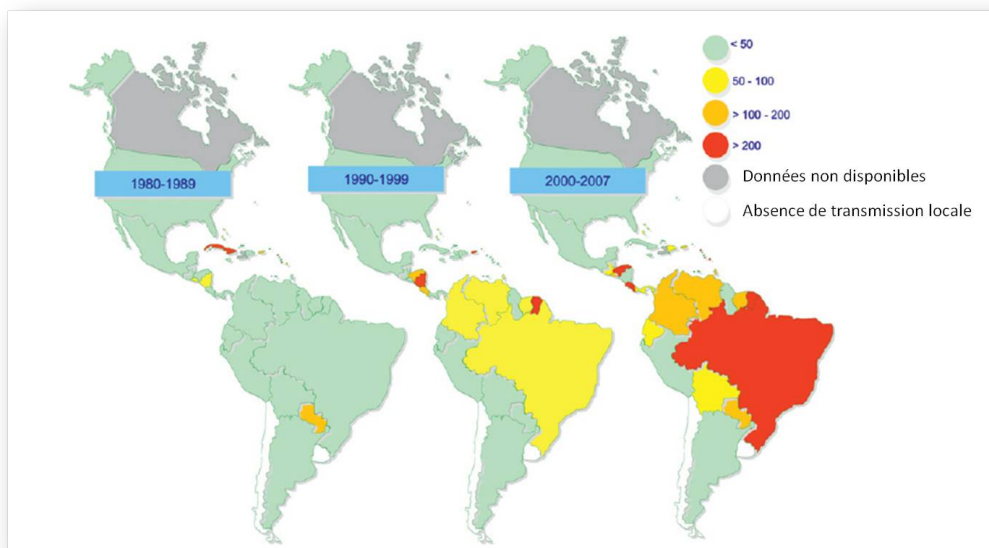 < 50
50 - 100
> 100 - 200
> 200
Données non disponibles
Absence de transmission locale
1980-1989
1990-1999
2000-2007